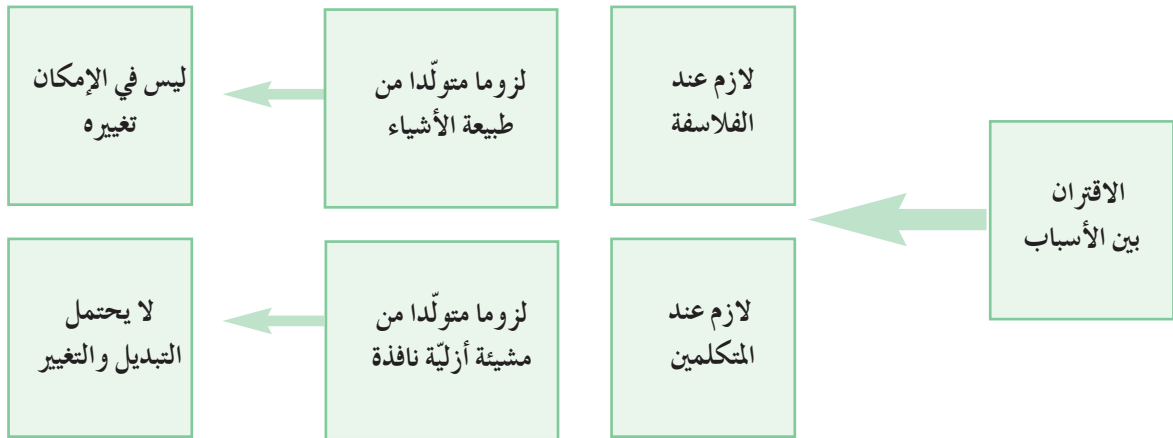 الاقتران
بين الأسباب
لازم عند
الفلاسفة
لزوما متولّدا من
طبيعة الأشياء
ليس في الإمكان
تغييره
لازم عند
المتكلمين
لزوما متولّدا من
مشيئة أزليّة نافذة
لا يحتمل
التبديل والتغيير